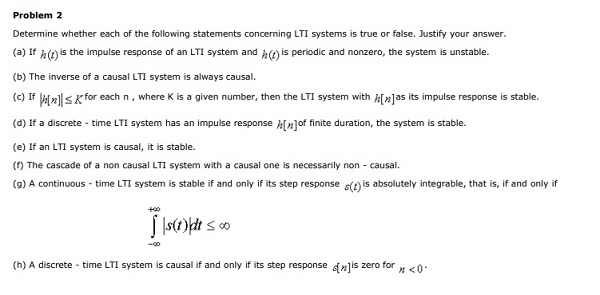 Problem 2
Determine whether each of the following statements concerning LTI systems is true or false. Justify your answer.
(a) If h(t) is the impulse response of an LTI system and h(t) is periodic and nonzero, the system is unstable.
(b) The inverse of a causal LTI system is always causal.
(c) If |h[n]| ≤ K for each n , where K is a given number, then the LTI system with h[n] as its impulse response is stable.
(d) If a discrete - time LTI system has an impulse response h[n] of finite duration, the system is stable.
(e) If an LTI system is causal, it is stable.
(f) The cascade of a non causal LTI system with a causal one is necessarily non - causal.
(g) A continuous - time LTI system is stable if and only if its step response s(t) is absolutely integrable, that is, if and only if
+∞
∫ |s(t)|dt ≤ ∞
-∞
(h) A discrete - time LTI system is causal if and only if its step response s[n] is zero for n < 0.